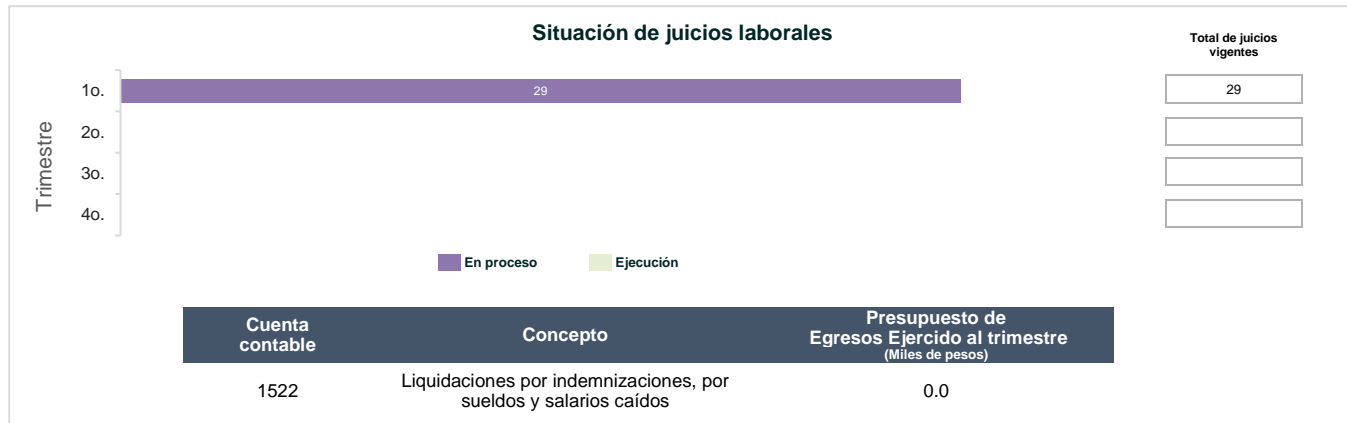 Situación de juicios laborales
Total de juicios
vigentes
Trimestre
1o.
29
29
2o.
3o.
4o.
En proceso
Ejecución
Cuenta
contable
Concepto
Presupuesto de
Egresos Ejercido al trimestre
(Miles de pesos)
1522
Liquidaciones por indemnizaciones, por
sueldos y salarios caídos
0.0